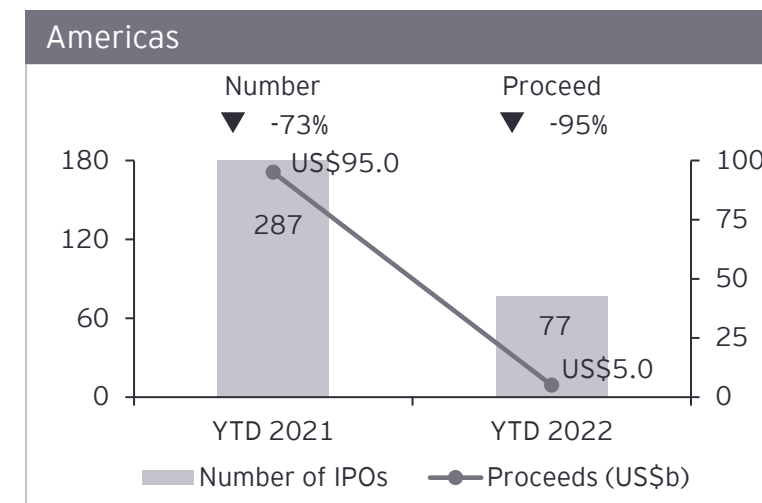 Americas
Number Proceed
▼ -73% ▼ -95%
180 US$95.0 100
287 75
120
50
60 77 25
US$5.0
0 0
YTD 2021 YTD 2022
Number of IPOs Proceeds (US$b)